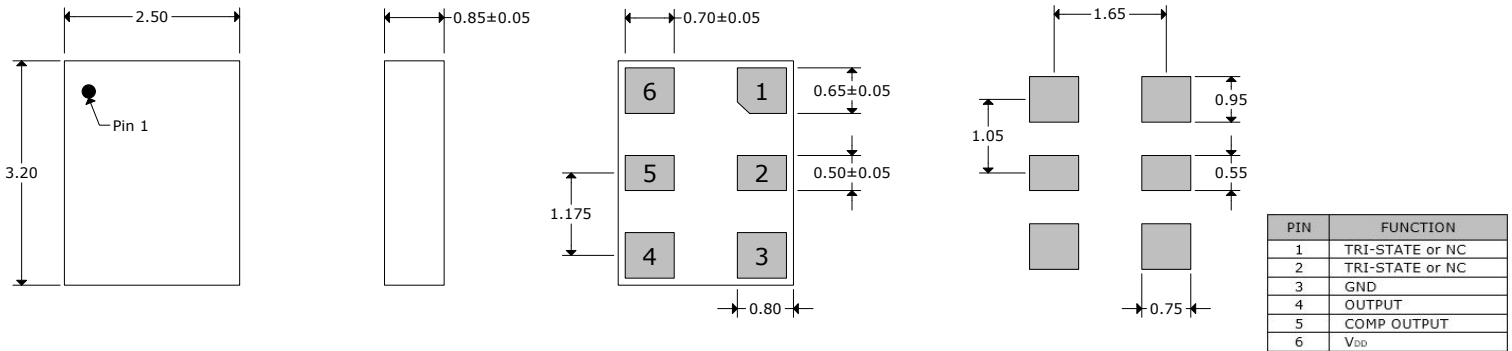 2.50
3.20
Pin 1
0.85±0.05
0.70±0.05
6
1
0.65±0.05
5
2
0.50±0.05
1.175
4
3
0.80
1.65
0.95
1.05
0.55
0.75
PIN FUNCTION
1 TRI-STATE or NC
2 TRI-STATE or NC
3 GND
4 OUTPUT
5 COMP OUTPUT
6 VDD